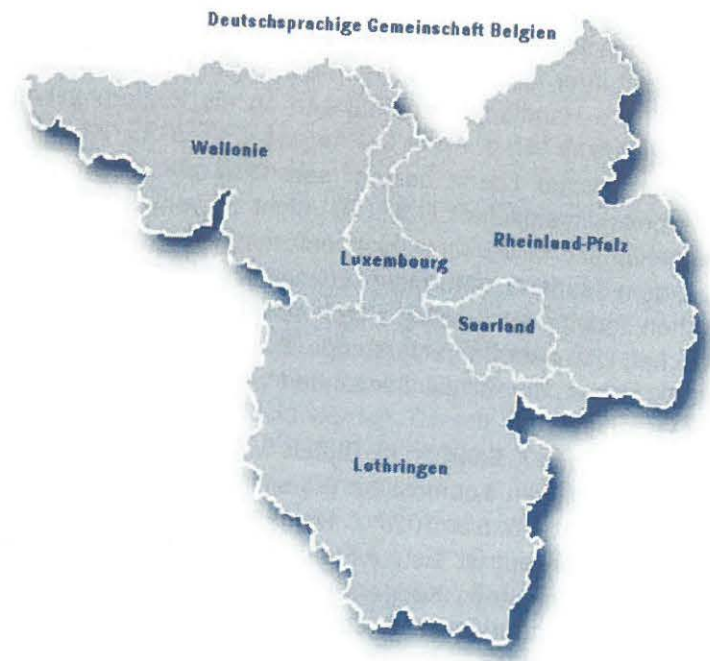 Deutschsprachige Gemeinschaft Belgien
Wallonie
Rheinland-Pfalz
Luxembourg
Saarland
Lothringen